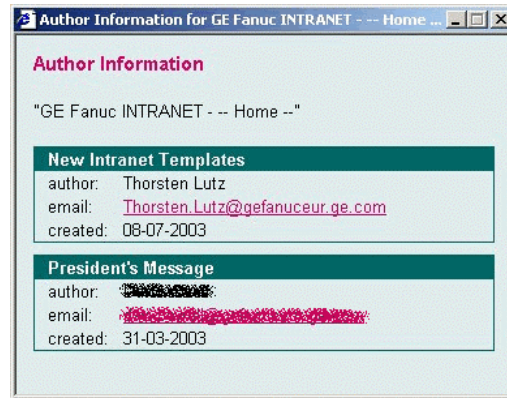 Author Information for GE Fanuc INTRANET - -- Home ...
Author Information
"GE Fanuc INTRANET - -- Home --"
New Intranet Templates
author: Thorsten Lutz
email: Thorsten.Lutz@gefanuceur.ge.com
created: 08-07-2003
President's Message
author:
email:
created: 31-03-2003